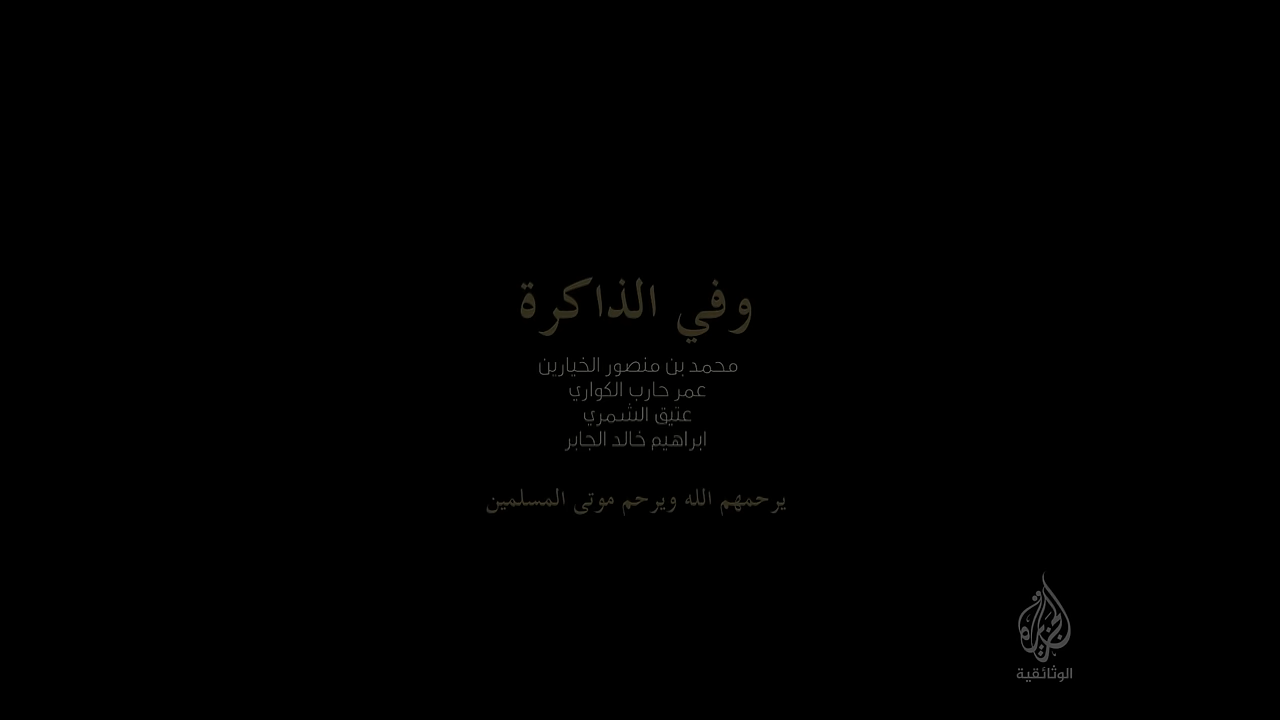 وفي الذاكرة
محمد بن منصور الخيارين
عمر حارب الكواري
عتيق الشمري
ابراهيم خالد الجابر
يرحمهم الله ويرحم موتى المسلمين
الجزيرة
الوثائقية